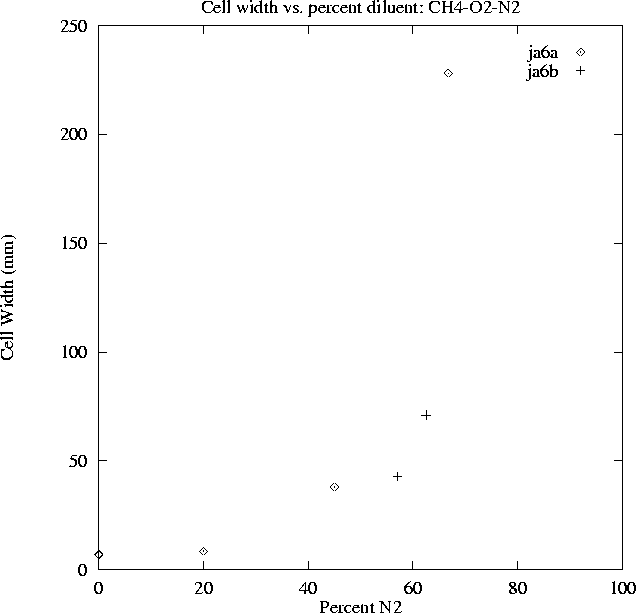 Cell width vs. percent diluent: CH4-O2-N2
250
ja6a
ja6b
200
150
Cell Width (mm)
100
50
0
0 20 40 60 80 100
Percent N2